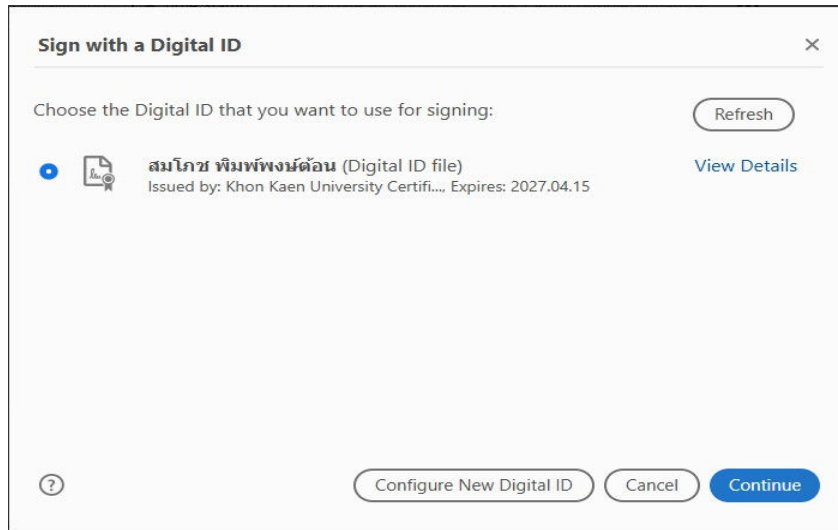 Sign with a Digital ID
Choose the Digital ID that you want to use for signing:
Refresh
สมโภช พิมพ์พงษ์ต้อน (Digital ID file)
View Details
Issued by: Khon Kaen University Certifi..., Expires: 2027.04.15
Configure New Digital ID
Cancel
Continue